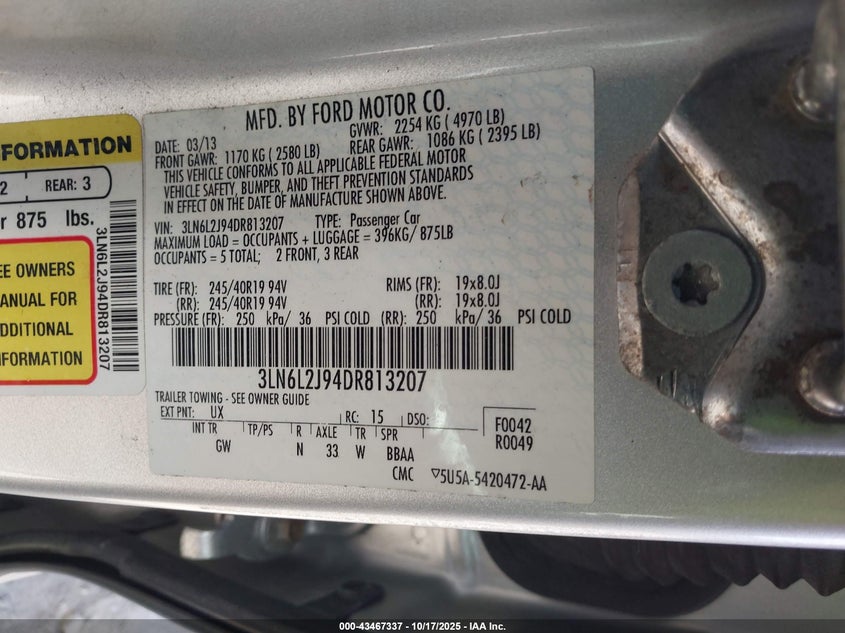 FORMATION
2 REAR: 3
875 lbs.
EE OWNERS
ANUAL FOR
DDITIONAL
NFORMATION
3LN6L2J94DR813207
MFD. BY FORD MOTOR CO.
DATE: 03/13 GVWR: 2254 KG ( 4970 LB)
FRONT GAWR: 1170 KG ( 2580 LB) REAR GAWR: 1086 KG ( 2395 LB)
THIS VEHICLE CONFORMS TO ALL APPLICABLE FEDERAL MOTOR
VEHICLE SAFETY, BUMPER, AND THEFT PREVENTION STANDARDS
IN EFFECT ON THE DATE OF MANUFACTURE SHOWN ABOVE.
VIN: 3LN6L2J94DR813207 TYPE: Passenger Car
MAXIMUM LOAD = OCCUPANTS + LUGGAGE = 396KG/ 875LB
OCCUPANTS = 5 TOTAL; 2 FRONT, 3 REAR
TIRE (FR): 245/40R19 94V RIMS (FR): 19x8.0J
(RR): 245/40R19 94V (RR): 19x8.0J
PRESSURE (FR): 250 kPa/ 36 PSI COLD (RR): 250 kPa/ 36 PSI COLD
3LN6L2J94DR813207
TRAILER TOWING - SEE OWNER GUIDE
EXT PNT: UX RC: 15 DSO: F0042
INT TR TP/PS R AXLE TR SPR R0049
GW N 33 W BBAA
CMC ▽5U5A-5420472-AA
000-43467337 | 10/17/2025 - IAA Inc.